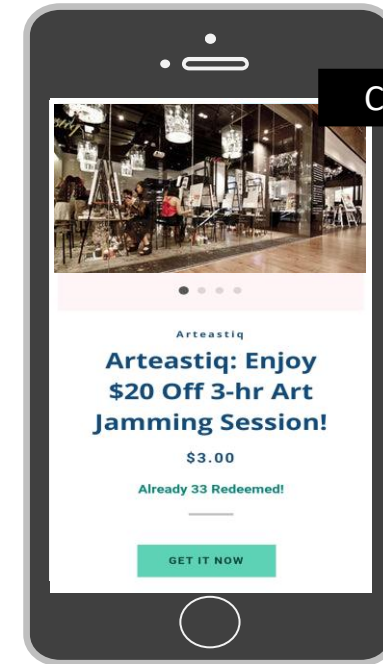 C
Arteastiq
Arteastiq: Enjoy
$20 Off 3-hr Art
Jamming Session!
$3.00
Already 33 Redeemed!
GET IT NOW